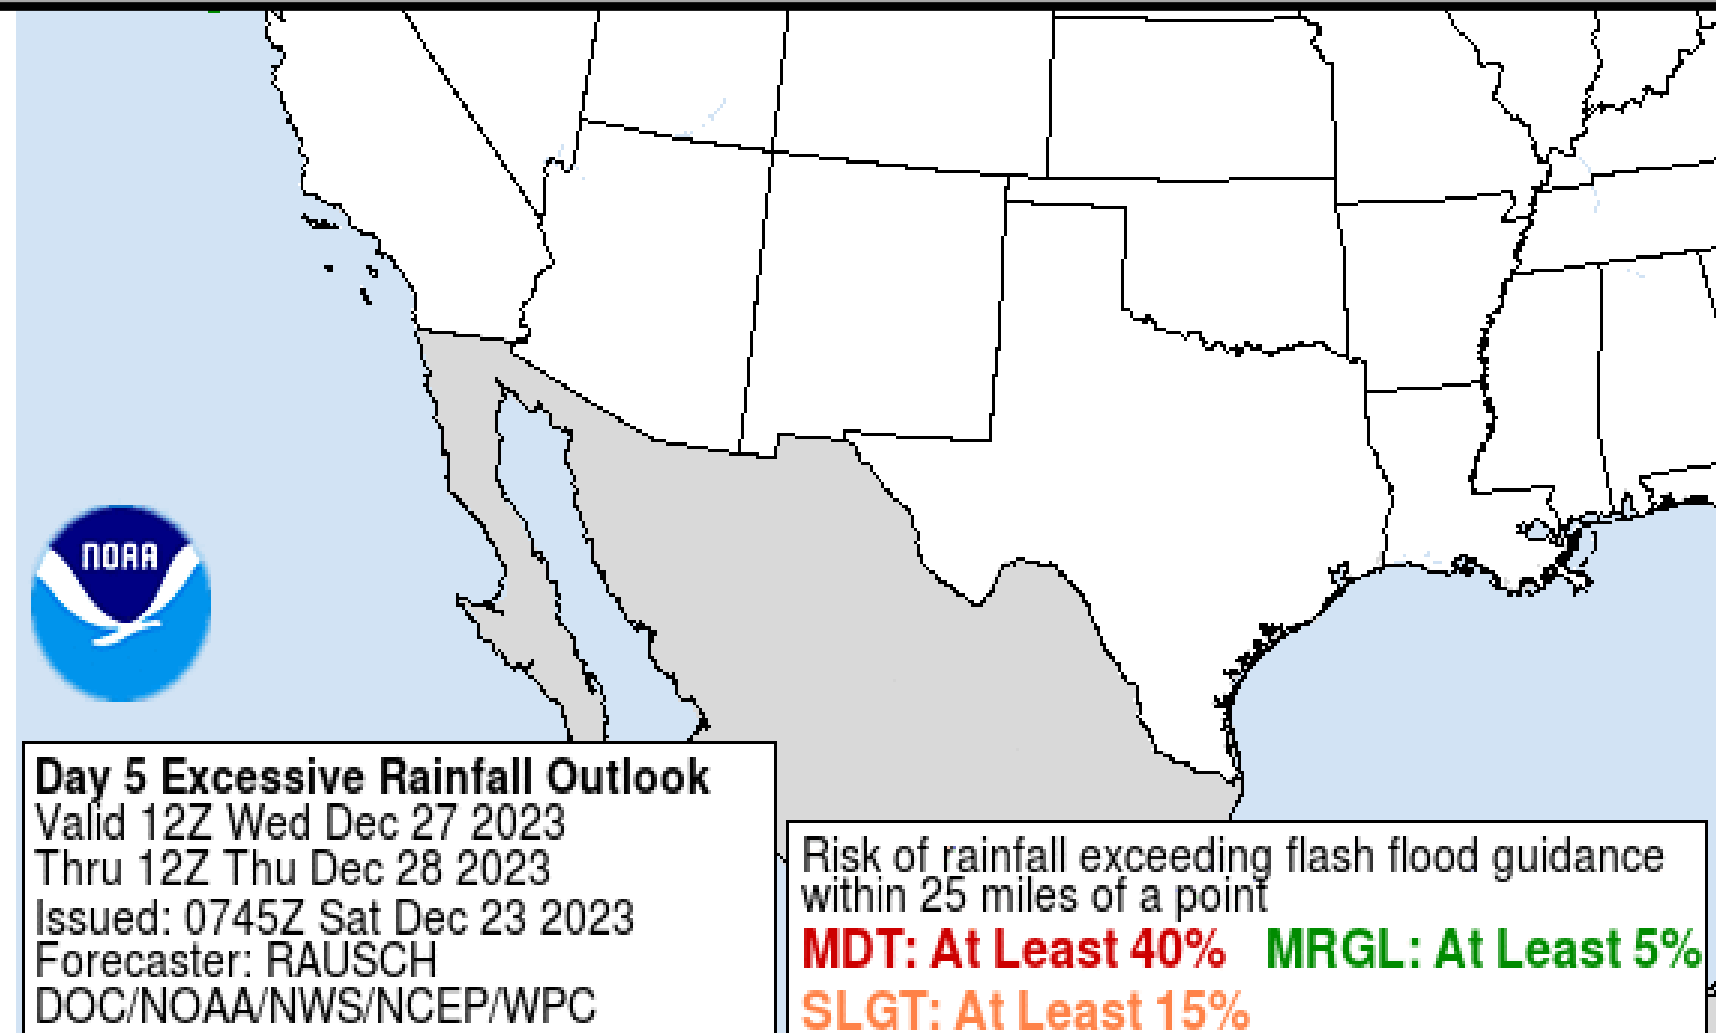 NOAA
Day 5 Excessive Rainfall Outlook
Valid 12Z Wed Dec 27 2023
Thru 12Z Thu Dec 28 2023
Issued: 0745Z Sat Dec 23 2023
Forecaster: RAUSCH
DOC/NOAA/NWS/NCEP/WPC
Risk of rainfall exceeding flash flood guidance
within 25 miles of a point
MDT: At Least 40% MRGL: At Least 5%
SLGT: At Least 15%